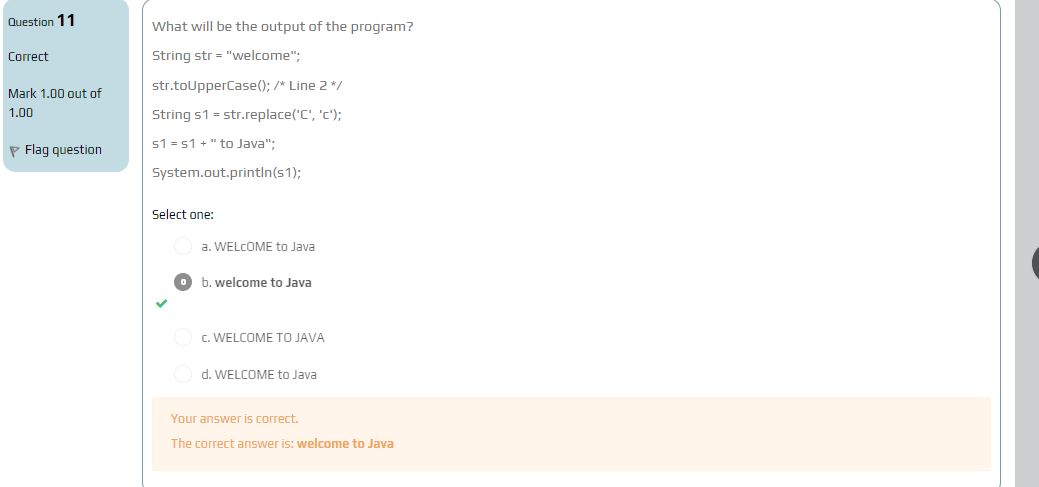 Question 11
Correct
Mark 1.00 out of
1.00
Flag question
What will be the output of the program?
String str = "welcome";
str.toUpperCase(); /* Line 2 */
String s1 = str.replace('C', 'c');
s1 = s1 + " to Java";
System.out.println(s1);
Select one:
a. WELcOME to Java
b. welcome to Java
c. WELCOME TO JAVA
d. WELCOME to Java
Your answer is correct.
The correct answer is: welcome to Java